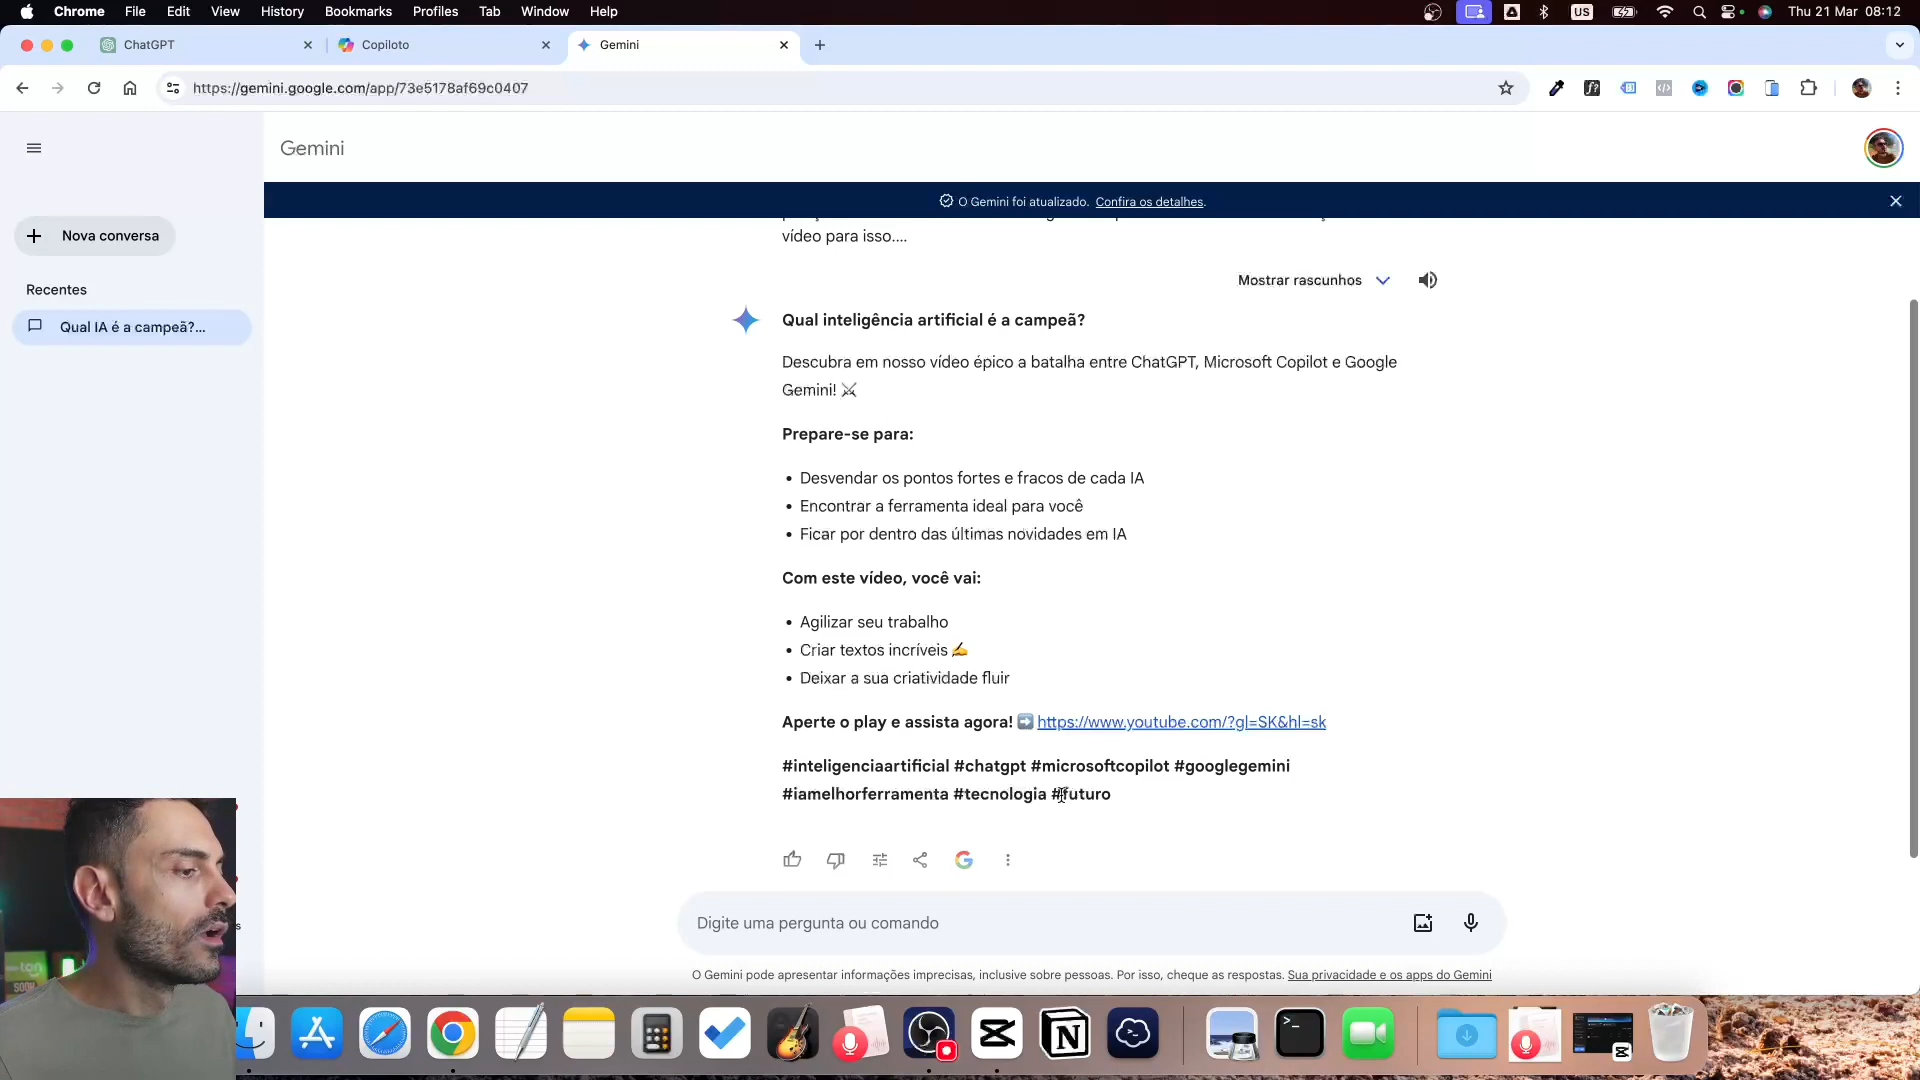 Chrome File Edit View History Bookmarks Profiles Tab Window Help
US
Thu 21 Mar 08:12
ChatGPT
Copiloto
Gemini
https://gemini.google.com/app/73e5178af69c0407
Gemini
O Gemini foi atualizado. Confira os detalhes.
Nova conversa
Recentes
Qual IA é a campeã?...
vídeo para isso....
Mostrar rascunhos
Qual inteligência artificial é a campeã?
Descubra em nosso vídeo épico a batalha entre ChatGPT, Microsoft Copilot e Google
Gemini! ⚔
Prepare-se para:
• Desvendar os pontos fortes e fracos de cada IA
• Encontrar a ferramenta ideal para você
• Ficar por dentro das últimas novidades em IA
Com este vídeo, você vai:
• Agilizar seu trabalho
• Criar textos incríveis ✍
• Deixar a sua criatividade fluir
Aperte o play e assista agora! ➡ https://www.youtube.com/?gl=SK&hl=sk
#inteligenciaartificial #chatgpt #microsoftcopilot #googlegemini
#iamelhorferramenta #tecnologia #futuro
Digite uma pergunta ou comando
O Gemini pode apresentar informações imprecisas, inclusive sobre pessoas. Por isso, cheque as respostas. Sua privacidade e os apps do Gemini